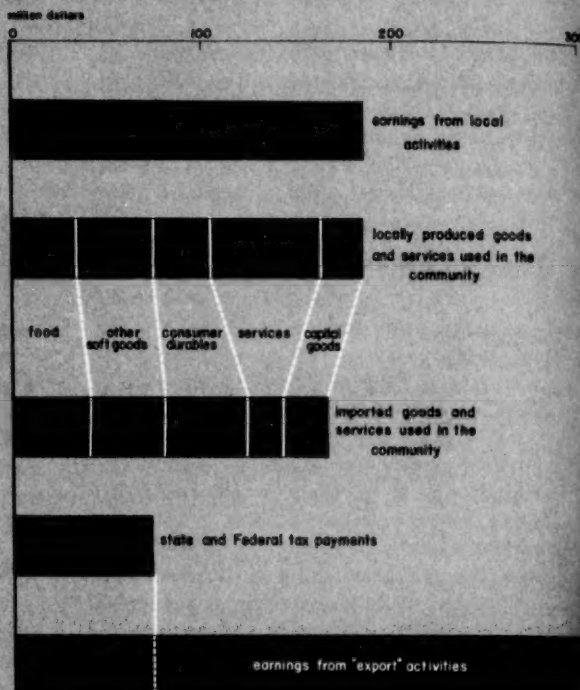 million dollars
0 100 200 300
earnings from local
activities
locally produced goods
and services used in the
community
food other consumer services capital
soft goods durables goods
imported goods and
services used in the
community
state and Federal tax payments
earnings from "export" activities